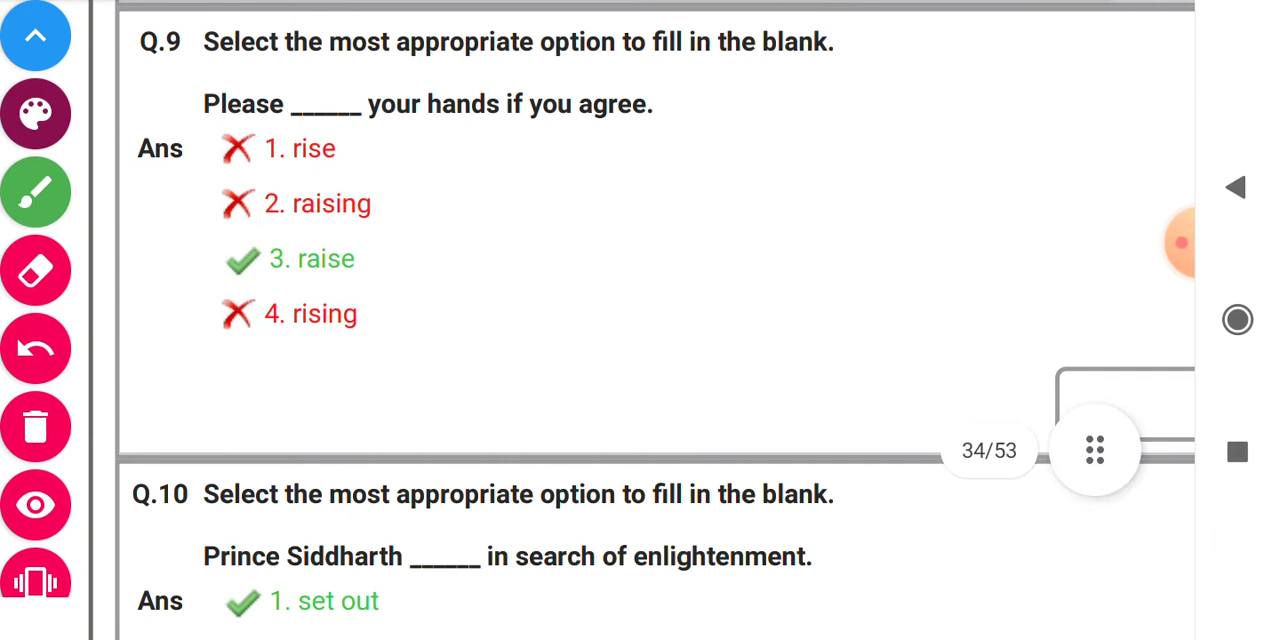 Q.9 Select the most appropriate option to fill in the blank.
Please ______ your hands if you agree.
Ans 1. rise
2. raising
3. raise
4. rising
34/53
Q.10 Select the most appropriate option to fill in the blank.
Prince Siddharth ______ in search of enlightenment.
Ans 1. set out